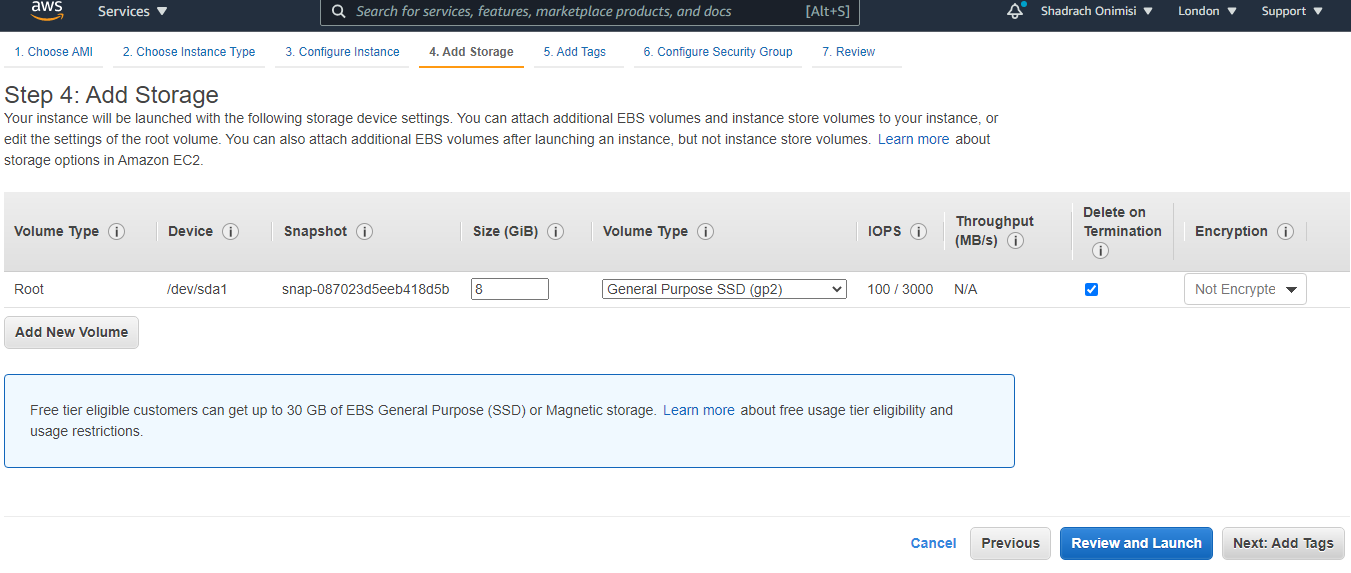 aws
Services
Search for services, features, marketplace products, and docs [Alt+S]
Shadrach Onimisi
London
Support
1. Choose AMI
2. Choose Instance Type
3. Configure Instance
4. Add Storage
5. Add Tags
6. Configure Security Group
7. Review
Step 4: Add Storage
Your instance will be launched with the following storage device settings. You can attach additional EBS volumes and instance store volumes to your instance, or
edit the settings of the root volume. You can also attach additional EBS volumes after launching an instance, but not instance store volumes. Learn more about
storage options in Amazon EC2.
Volume Type
Device
Snapshot
Size (GiB)
Volume Type
IOPS
Throughput
(MB/s)
Delete on
Termination
Encryption
Root
/dev/sda1
snap-087023d5eeb418d5b
8
General Purpose SSD (gp2)
100 / 3000
N/A
Not Encrypte
Add New Volume
Free tier eligible customers can get up to 30 GB of EBS General Purpose (SSD) or Magnetic storage. Learn more about free usage tier eligibility and
usage restrictions.
Cancel
Previous
Review and Launch
Next: Add Tags